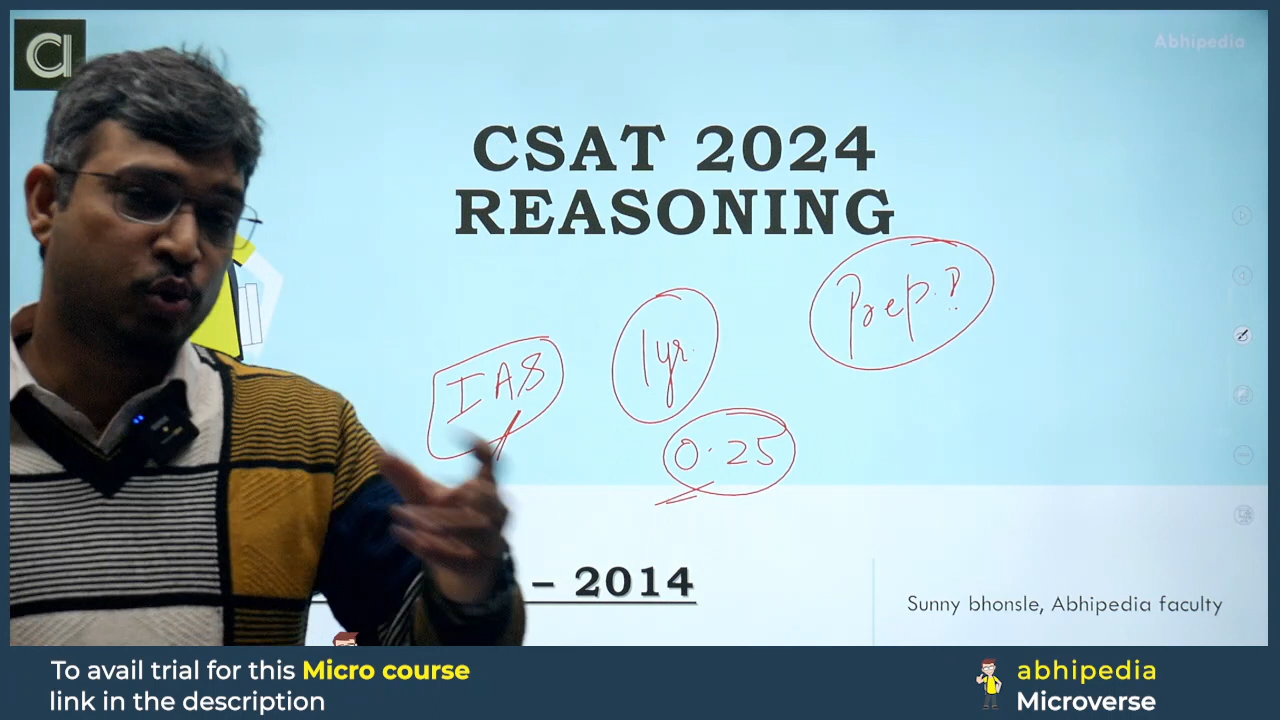 Abhipedia
CSAT 2024
REASONING
Prep.?
1yr.
IAS
0.25
– 2014
Sunny bhonsle, Abhipedia faculty
To avail trial for this Micro course
link in the description
abhipedia
Microverse